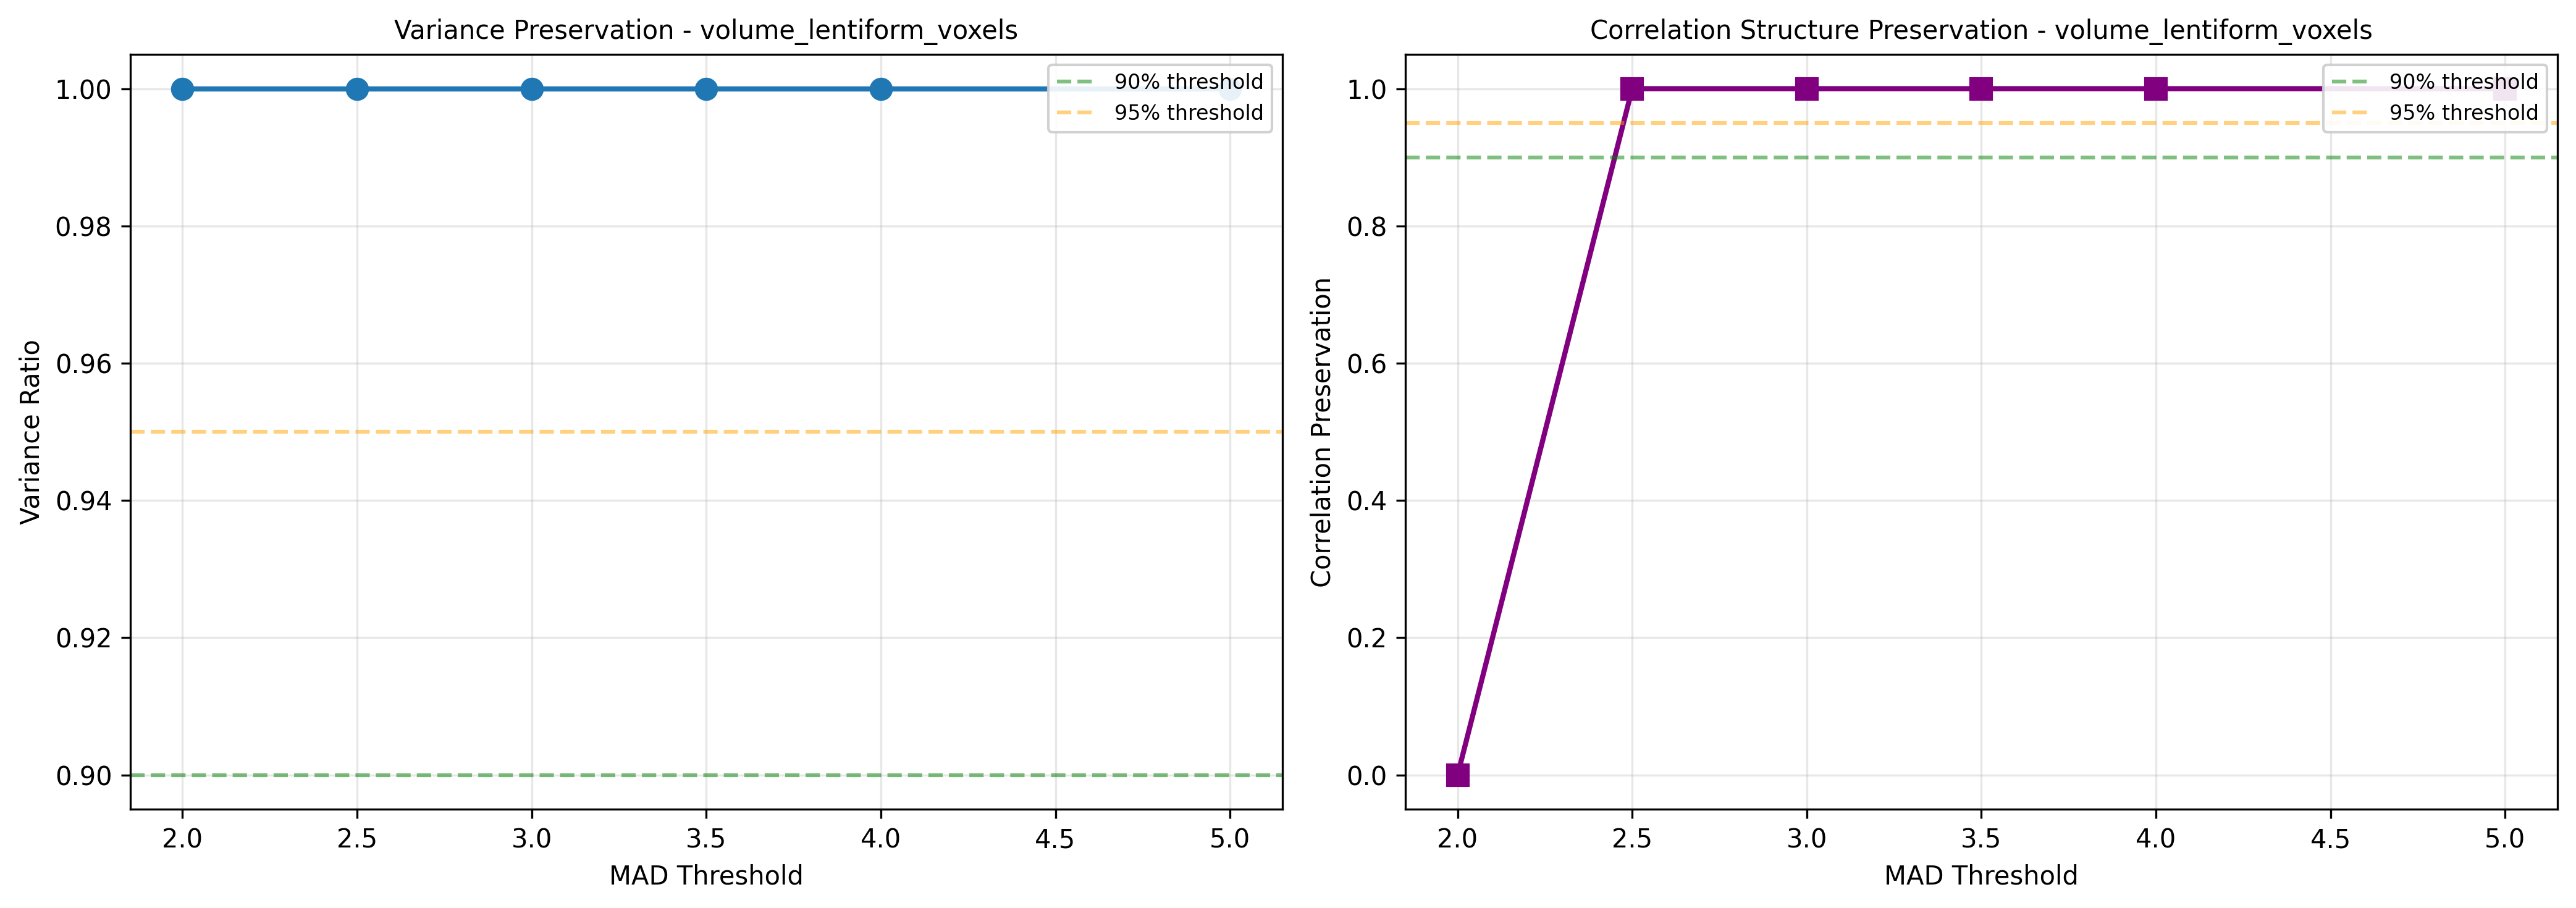 Variance Preservation - volume_lentiform_voxels
Variance Ratio
1.00
0.98
0.96
0.94
0.92
0.90
90% threshold
95% threshold
2.0 2.5 3.0 3.5 4.0 4.5 5.0
MAD Threshold
Correlation Structure Preservation - volume_lentiform_voxels
Correlation Preservation
1.0
0.8
0.6
0.4
0.2
0.0
90% threshold
95% threshold
2.0 2.5 3.0 3.5 4.0 4.5 5.0
MAD Threshold